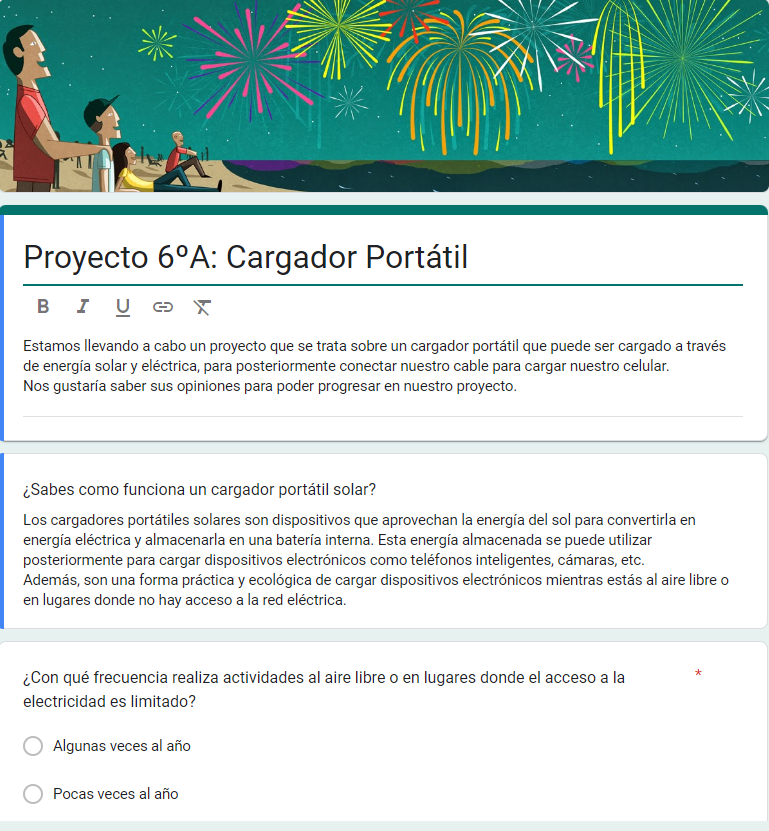 Proyecto 6ºA: Cargador Portátil
B I U
Estamos llevando a cabo un proyecto que se trata sobre un cargador portátil que puede ser cargado a través
de energía solar y eléctrica, para posteriormente conectar nuestro cable para cargar nuestro celular.
Nos gustaría saber sus opiniones para poder progresar en nuestro proyecto.
¿Sabes como funciona un cargador portátil solar?
Los cargadores portátiles solares son dispositivos que aprovechan la energía del sol para convertirla en
energía eléctrica y almacenarla en una batería interna. Esta energía almacenada se puede utilizar
posteriormente para cargar dispositivos electrónicos como teléfonos inteligentes, cámaras, etc.
Además, son una forma práctica y ecológica de cargar dispositivos electrónicos mientras estás al aire libre o
en lugares donde no hay acceso a la red eléctrica.
¿Con qué frecuencia realiza actividades al aire libre o en lugares donde el acceso a la *
electricidad es limitado?
Algunas veces al año
Pocas veces al año